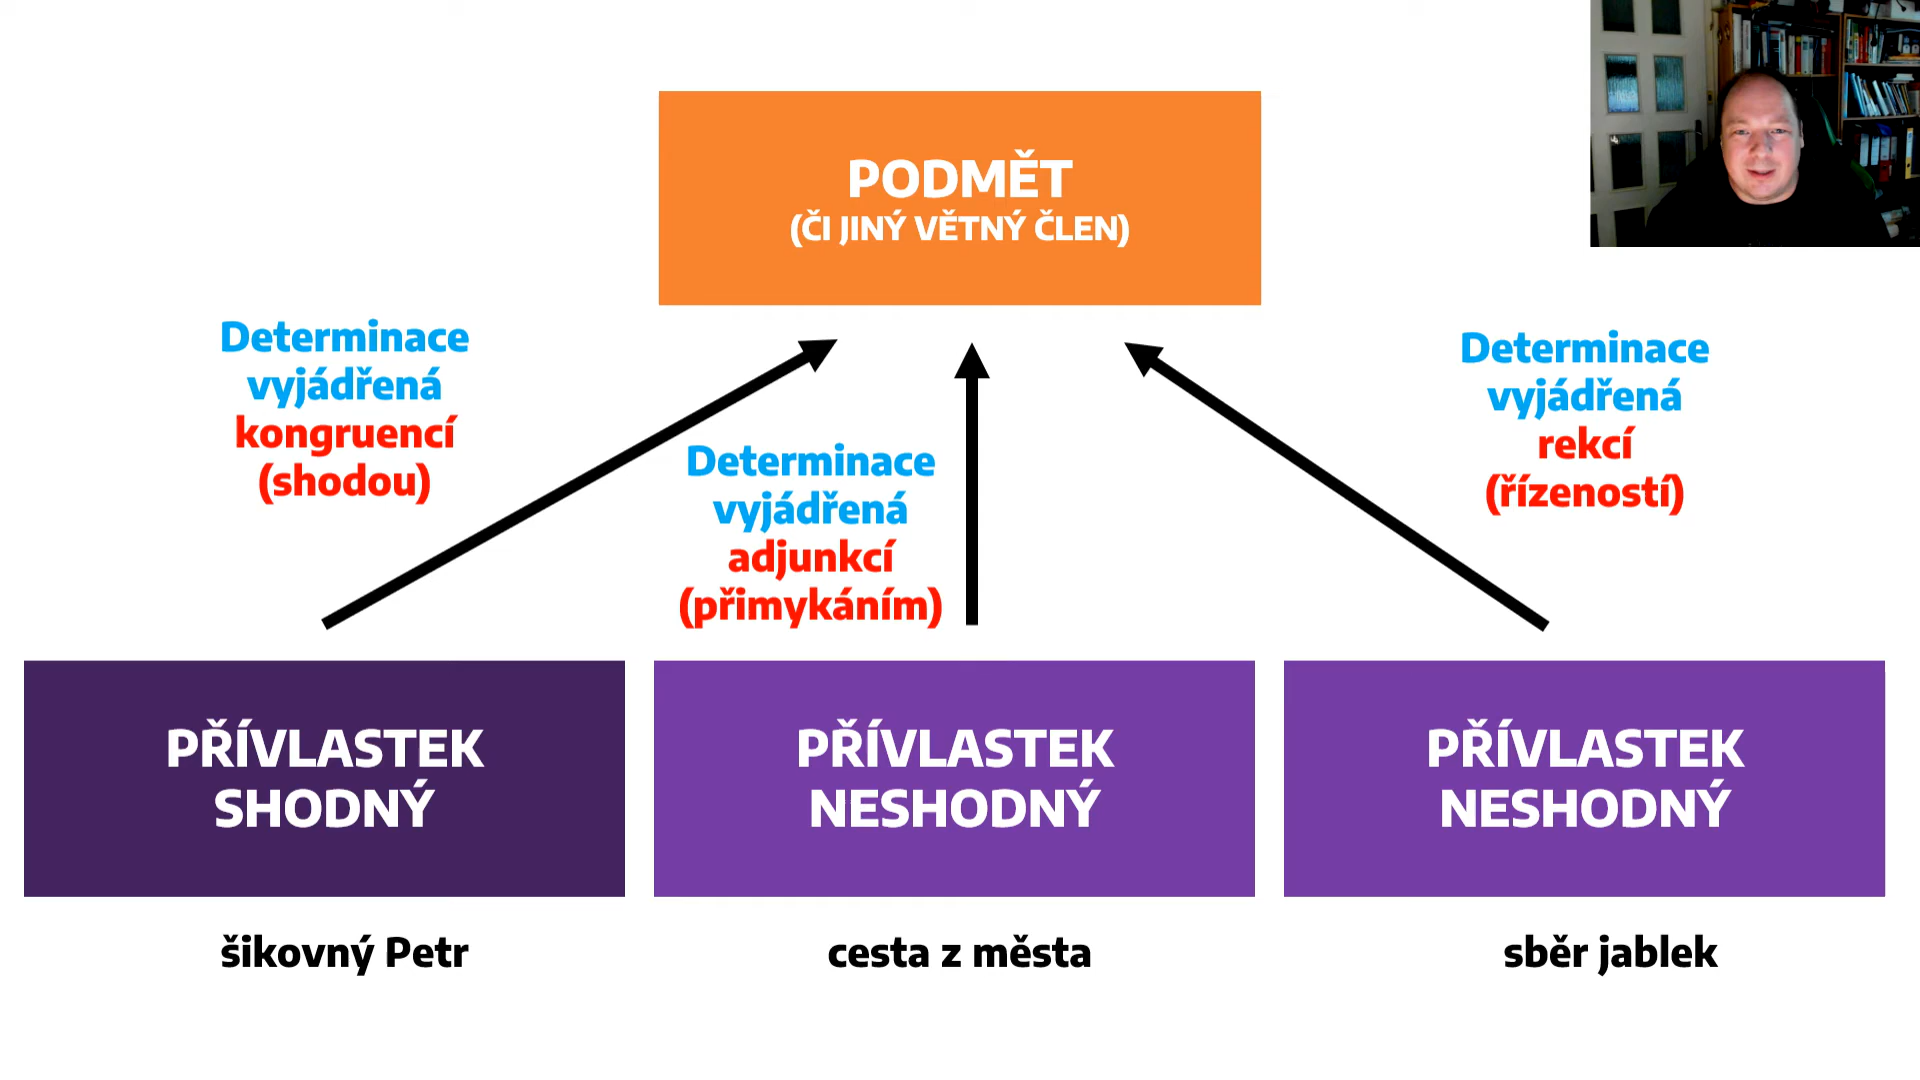 PODMĚT
(ČI JINÝ VĚTNÝ ČLEN)
Determinace
vyjádřená
kongruencí
(shodou)
Determinace
vyjádřená
adjunkcí
(přimykáním)
Determinace
vyjádřená
rekcí
(řízeností)
PŘÍVLASTEK
SHODNÝ
PŘÍVLASTEK
NESHODNÝ
PŘÍVLASTEK
NESHODNÝ
šikovný Petr
cesta z města
sběr jablek